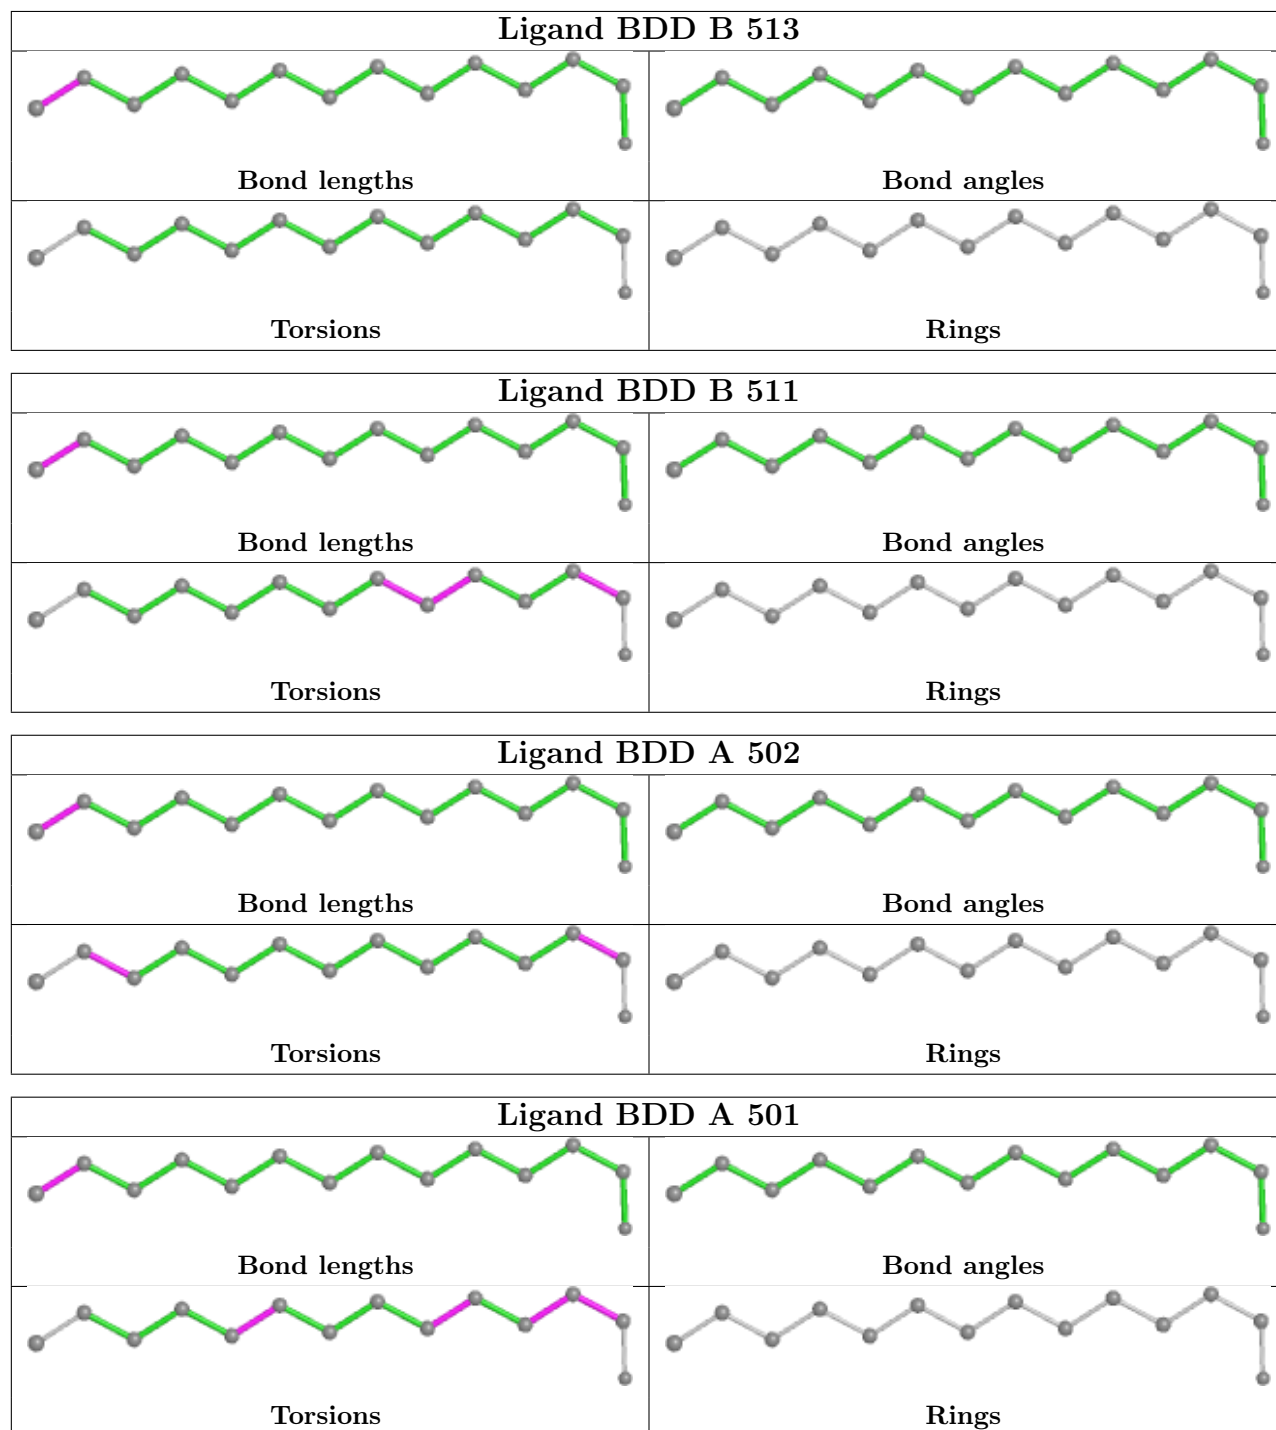 Ligand BDD B 513
Bond lengths
Bond angles
Torsions
Rings
Ligand BDD B 511
Bond lengths
Bond angles
Torsions
Rings
Ligand BDD A 502
Bond lengths
Bond angles
Torsions
Rings
Ligand BDD A 501
Bond lengths
Bond angles
Torsions
Rings